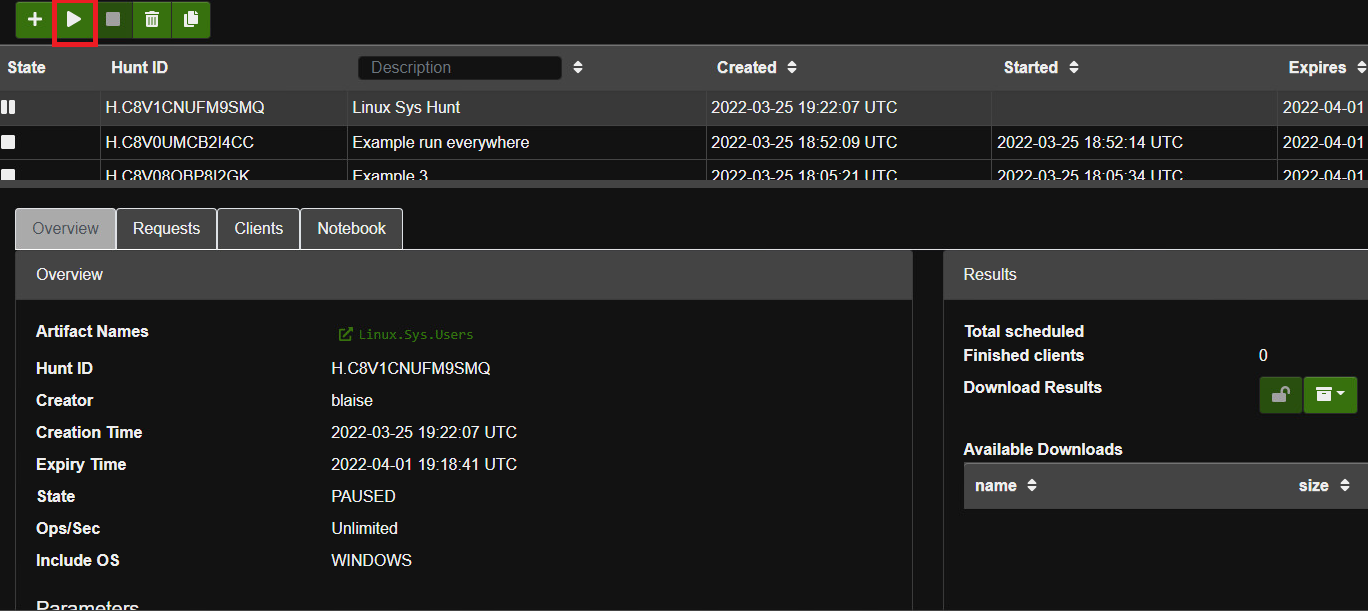 State Hunt ID Description Created Started Expires
H.C8V1CNUFM9SMQ Linux Sys Hunt 2022-03-25 19:22:07 UTC 2022-04-01
H.C8V0UMCB2I4CC Example run everywhere 2022-03-25 18:52:09 UTC 2022-03-25 18:52:14 UTC 2022-04-01
H.C8V08OBP8I2GK Example 3 2022-03-25 18:05:21 UTC 2022-03-25 18:05:34 UTC 2022-04-01
Overview Requests Clients Notebook
Overview
Artifact Names Linux.Sys.Users
Hunt ID H.C8V1CNUFM9SMQ
Creator blaise
Creation Time 2022-03-25 19:22:07 UTC
Expiry Time 2022-04-01 19:18:41 UTC
State PAUSED
Ops/Sec Unlimited
Include OS WINDOWS
Parameters
Results
Total scheduled
Finished clients 0
Download Results
Available Downloads
name size